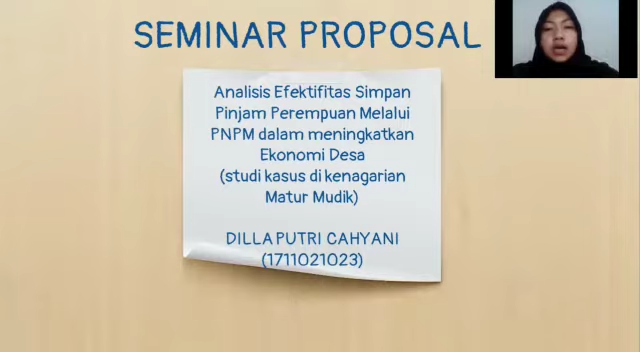 SEMINAR PROPOSAL
Analisis Efektifitas Simpan
Pinjam Perempuan Melalui
PNPM dalam meningkatkan
Ekonomi Desa
(studi kasus di kenagarian
Matur Mudik)
DILLA PUTRI CAHYANI
(1711021023)